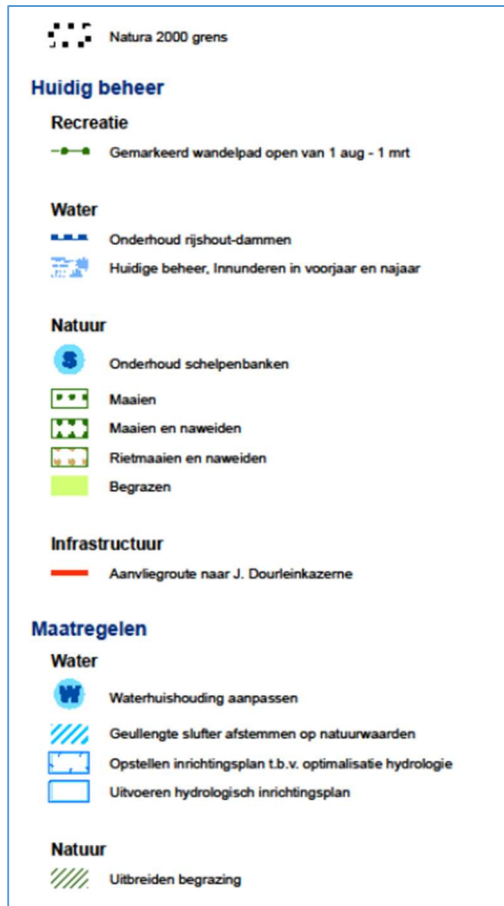 Natura 2000 grens
Huidig beheer
Recreatie
Gemarkeerd wandelpad open van 1 aug - 1 mrt
Water
Onderhoud rijshout-dammen
Huidige beheer, Innunderen in voorjaar en najaar
Natuur
S Onderhoud schelpenbanken
Maaien
Maaien en naweiden
Rietmaaien en naweiden
Begrazen
Infrastructuur
Aanvliegroute naar J. Dourleinkazerne
Maatregelen
Water
W Waterhuishouding aanpassen
Geullengte slufter afstemmen op natuurwaarden
Opstellen inrichtingsplan t.b.v. optimalisatie hydrologie
Uitvoeren hydrologisch inrichtingsplan
Natuur
Uitbreiden begrazing